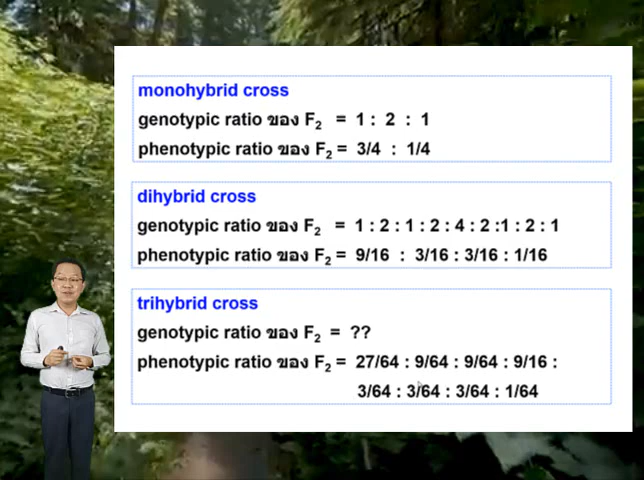 monohybrid cross
genotypic ratio ของ F₂ = 1 : 2 : 1
phenotypic ratio ของ F₂ = 3/4 : 1/4
dihybrid cross
genotypic ratio ของ F₂ = 1 : 2 : 1 : 2 : 4 : 2 :1 : 2 : 1
phenotypic ratio ของ F₂ = 9/16 : 3/16 : 3/16 : 1/16
trihybrid cross
genotypic ratio ของ F₂ = ??
phenotypic ratio ของ F₂ = 27/64 : 9/64 : 9/64 : 9/16 :
3/64 : 3/64 : 3/64 : 1/64